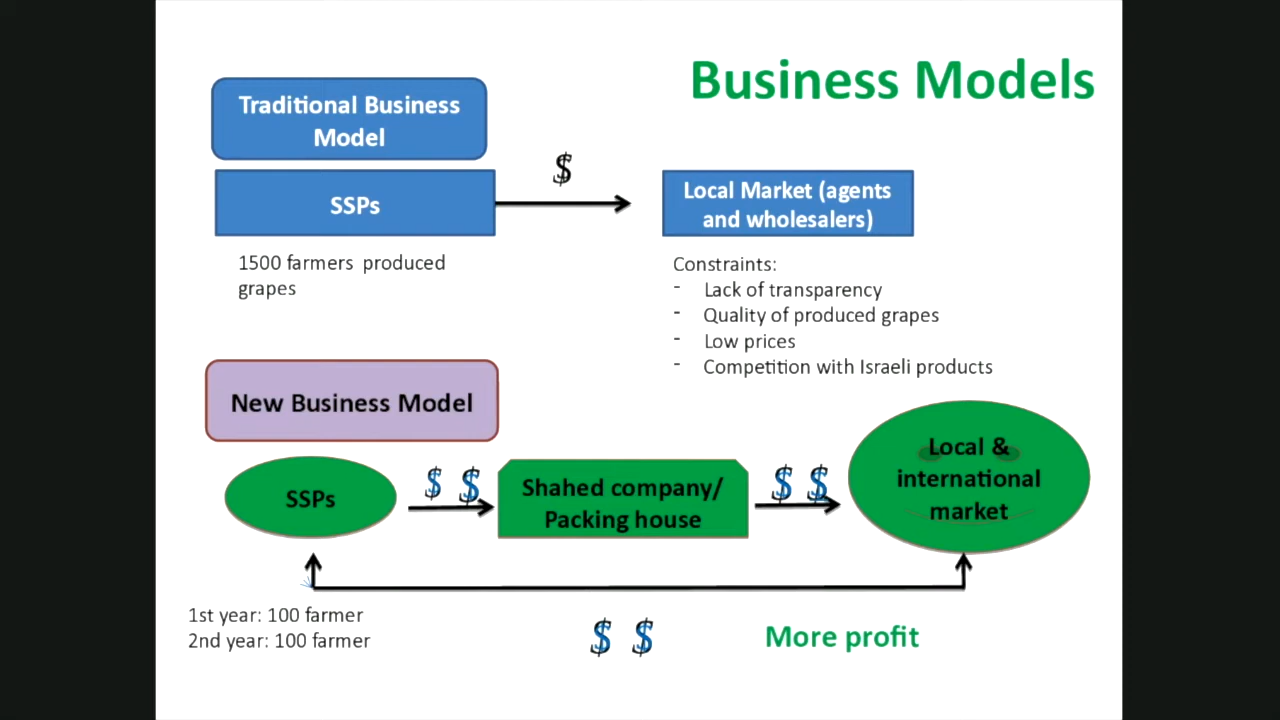 Business Models
Traditional Business
Model
$
SSPs
Local Market (agents
and wholesalers)
1500 farmers produced
grapes
Constraints:
- Lack of transparency
- Quality of produced grapes
- Low prices
- Competition with Israeli products
New Business Model
SSPs
$ $
Shahed company/
Packing house
$ $
Local &
international
market
1st year: 100 farmer
2nd year: 100 farmer
$ $
More profit